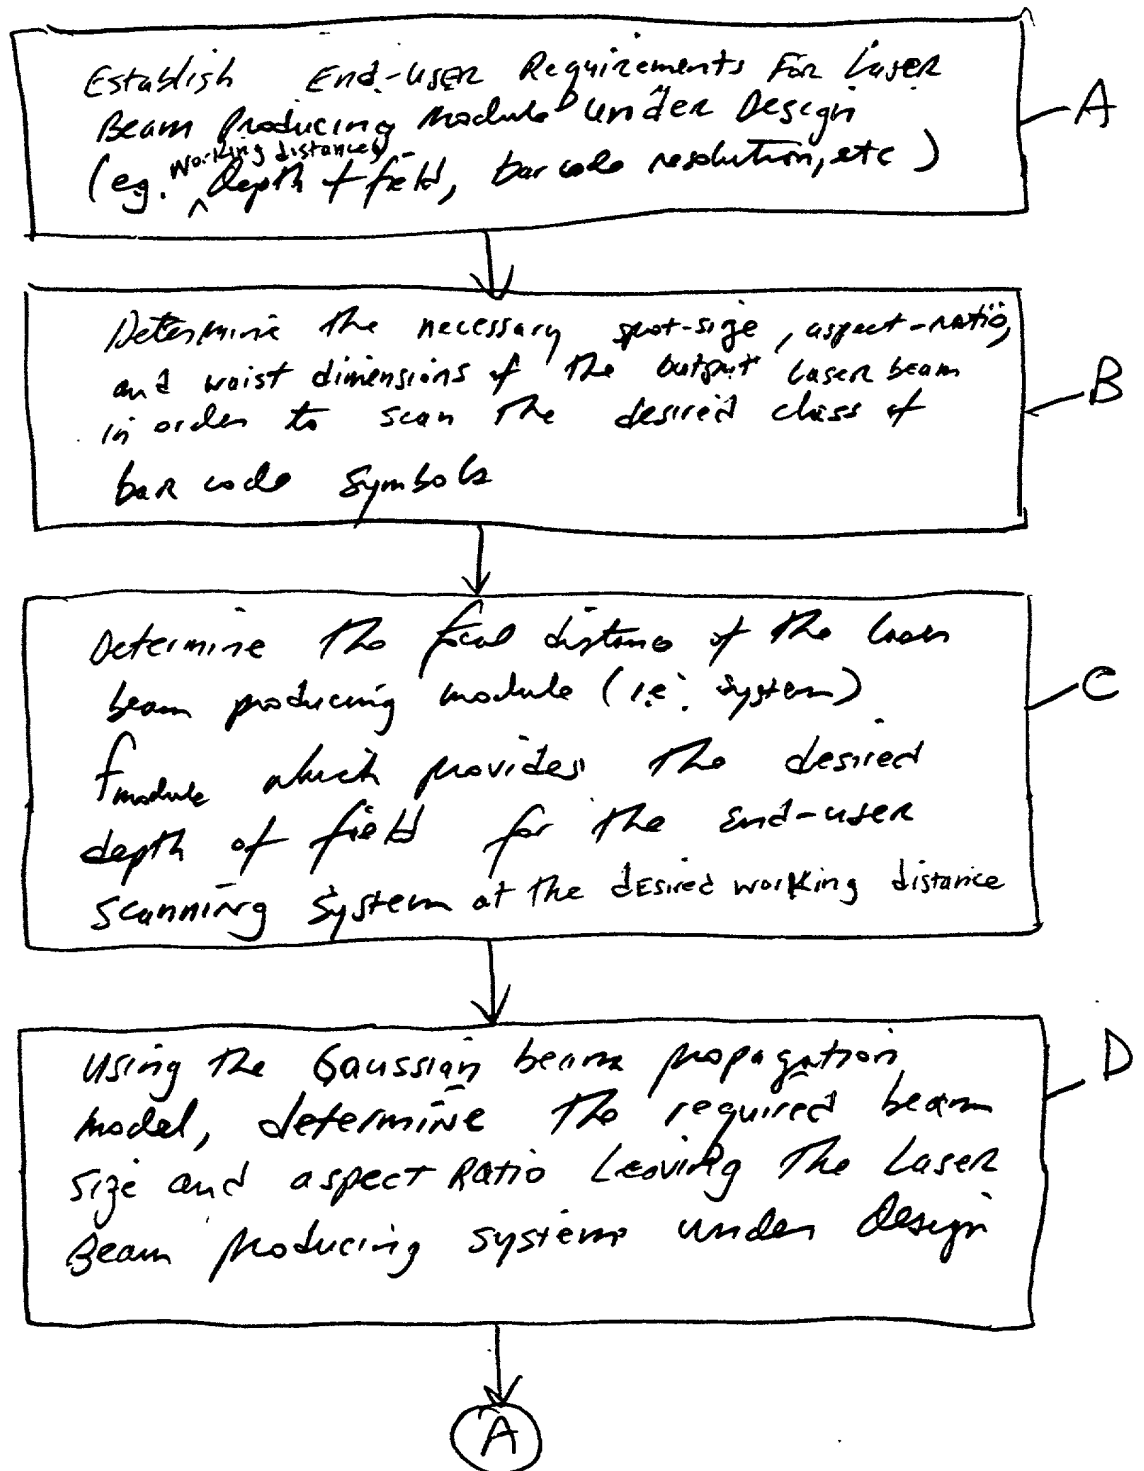 Establish End-User Requirements For Laser
Beam Producing Module Under Design
working distance,
(eg. ^ depth of field, bar code resolution, etc)
A
Determine the necessary spot-size, aspect-ratio,
and waist dimensions of the output laser beam
in order to scan the desired class of
bar code symbols
B
Determine the focal distance of the laser
beam producing module (i.e. system)
fmodule which provides the desired
depth of field for the end-user
scanning system at the desired working distance
C
Using the Gaussian beam propagation
model, determine the required beam
size and aspect Ratio Leaving the Laser
Beam producing system under design
D
A